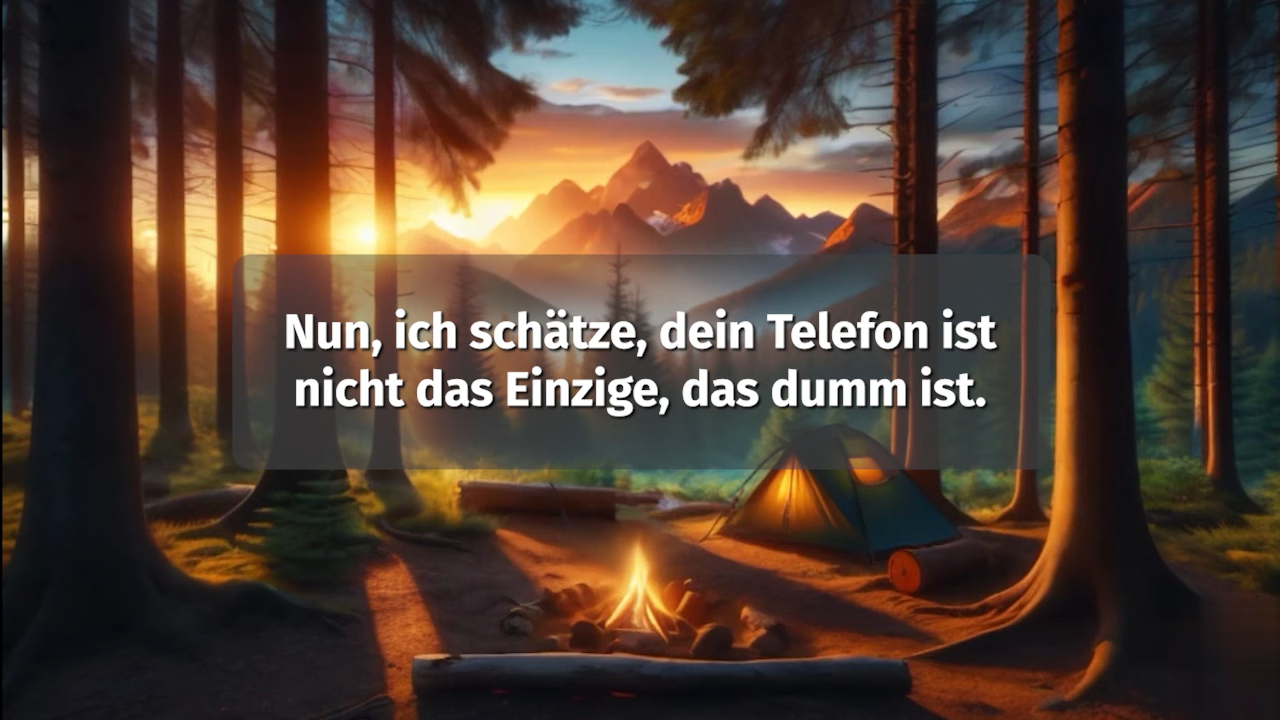 Nun, ich schätze, dein Telefon ist
nicht das Einzige, das dumm ist.